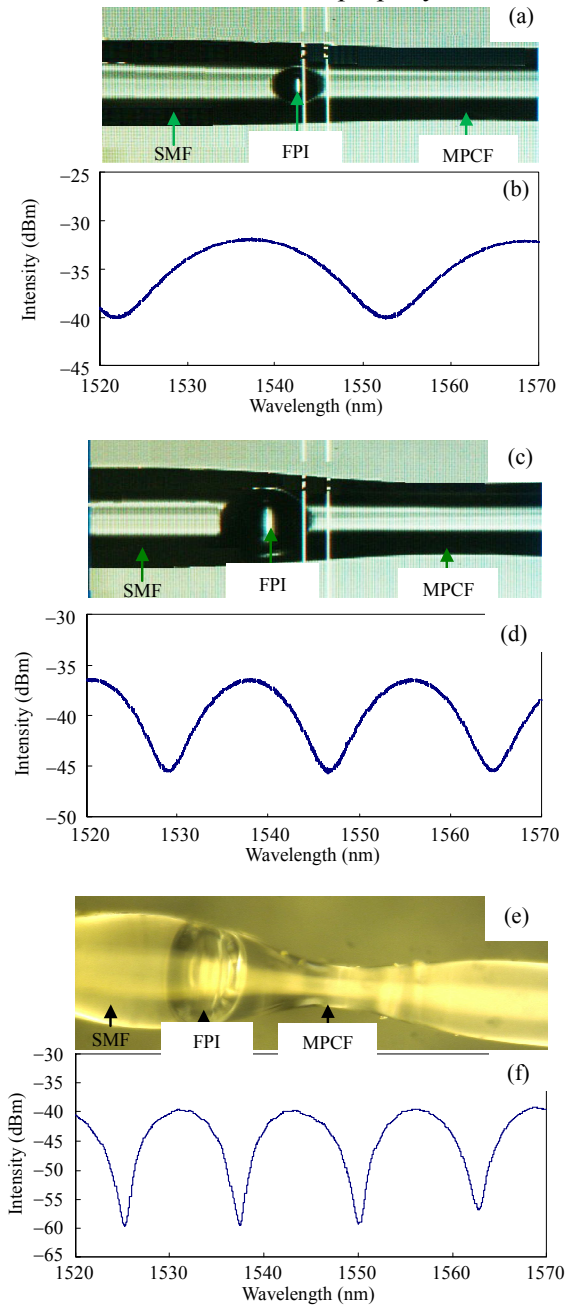 (a)
SMF
FPI
MPCF
−25
(b)
−30
−35
−40
−45
Intensity (dBm)
1520
1530
1540
1550
1560
1570
Wavelength (nm)
(c)
SMF
FPI
MPCF
−30
(d)
−35
−40
−45
−50
Intensity (dBm)
1520
1530
1540
1550
1560
1570
Wavelength (nm)
(e)
SMF
FPI
MPCF
−30
(f)
−35
−40
−45
−50
−55
−60
−65
Intensity (dBm)
1520
1530
1540
1550
1560
1570
Wavelength (nm)